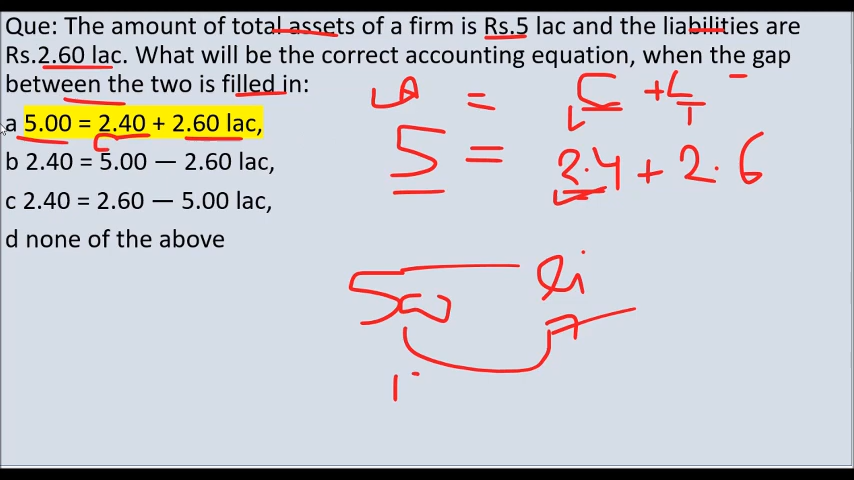 Que: The amount of total assets of a firm is Rs.5 lac and the liabilities are
Rs.2.60 lac. What will be the correct accounting equation, when the gap
between the two is filled in:
a 5.00 = 2.40 + 2.60 lac,
b 2.40 = 5.00 — 2.60 lac,
c 2.40 = 2.60 — 5.00 lac,
d none of the above
A = C + L
5 = 2.4 + 2.6
500